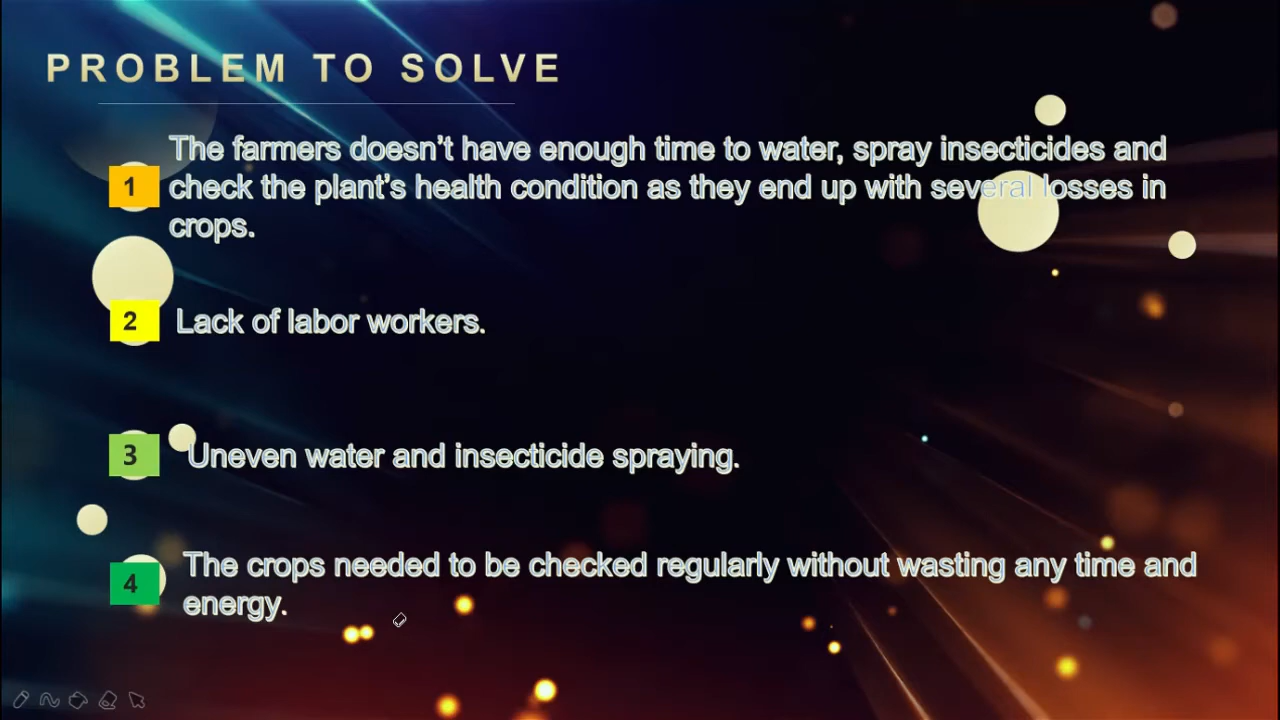 PROBLEM TO SOLVE
1
The farmers doesn’t have enough time to water, spray insecticides and
check the plant’s health condition as they end up with several losses in
crops.
2
Lack of labor workers.
3
Uneven water and insecticide spraying.
4
The crops needed to be checked regularly without wasting any time and
energy.